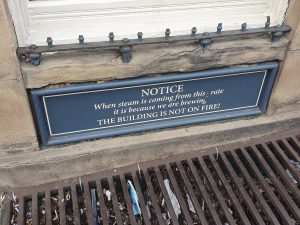 NOTICE
When steam is coming from this - rate
it is because we are brewing
THE BUILDING IS NOT ON FIRE!